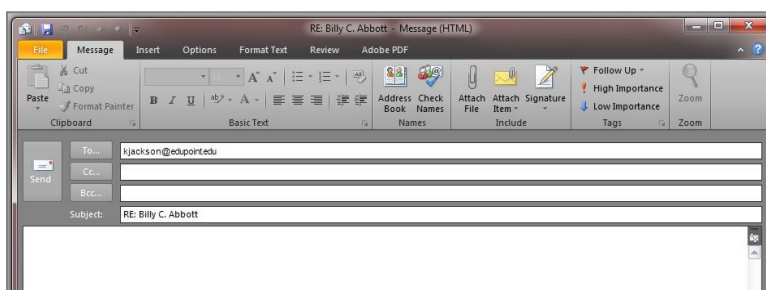 RE: Billy C. Abbott - Message (HTML)
File Message Insert Options Format Text Review Adobe PDF
Paste
Cut
Copy
Format Painter
Clipboard
B I U
Basic Text
Address Book
Check Names
Names
Attach File
Attach Item
Signature
Include
Follow Up
High Importance
Low Importance
Tags
Zoom
Zoom
Send
To... kjackson@edupoint.edu
Cc...
Bcc...
Subject: RE: Billy C. Abbott